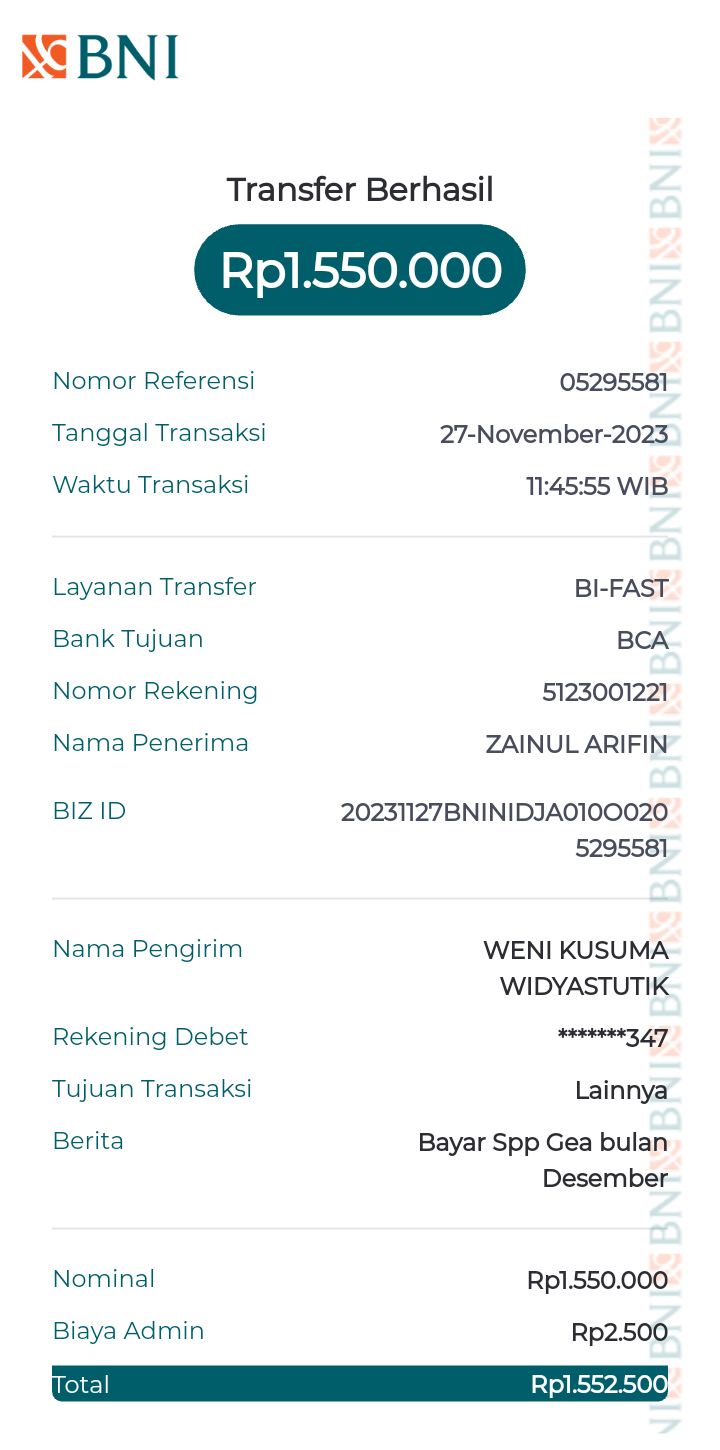 BNI
Transfer Berhasil
Rp1.550.000
Nomor Referensi 05295581
Tanggal Transaksi 27-November-2023
Waktu Transaksi 11:45:55 WIB
Layanan Transfer BI-FAST
Bank Tujuan BCA
Nomor Rekening 5123001221
Nama Penerima ZAINUL ARIFIN
BIZ ID 20231127BNINIDJA010O020
5295581
Nama Pengirim WENI KUSUMA
WIDYASTUTIK
Rekening Debet *******347
Tujuan Transaksi Lainnya
Berita Bayar Spp Gea bulan
Desember
Nominal Rp1.550.000
Biaya Admin Rp2.500
Total Rp1.552.500
BNI BNI BNI BNI BNI BNI BNI BNI BNI BNI BNI BNI